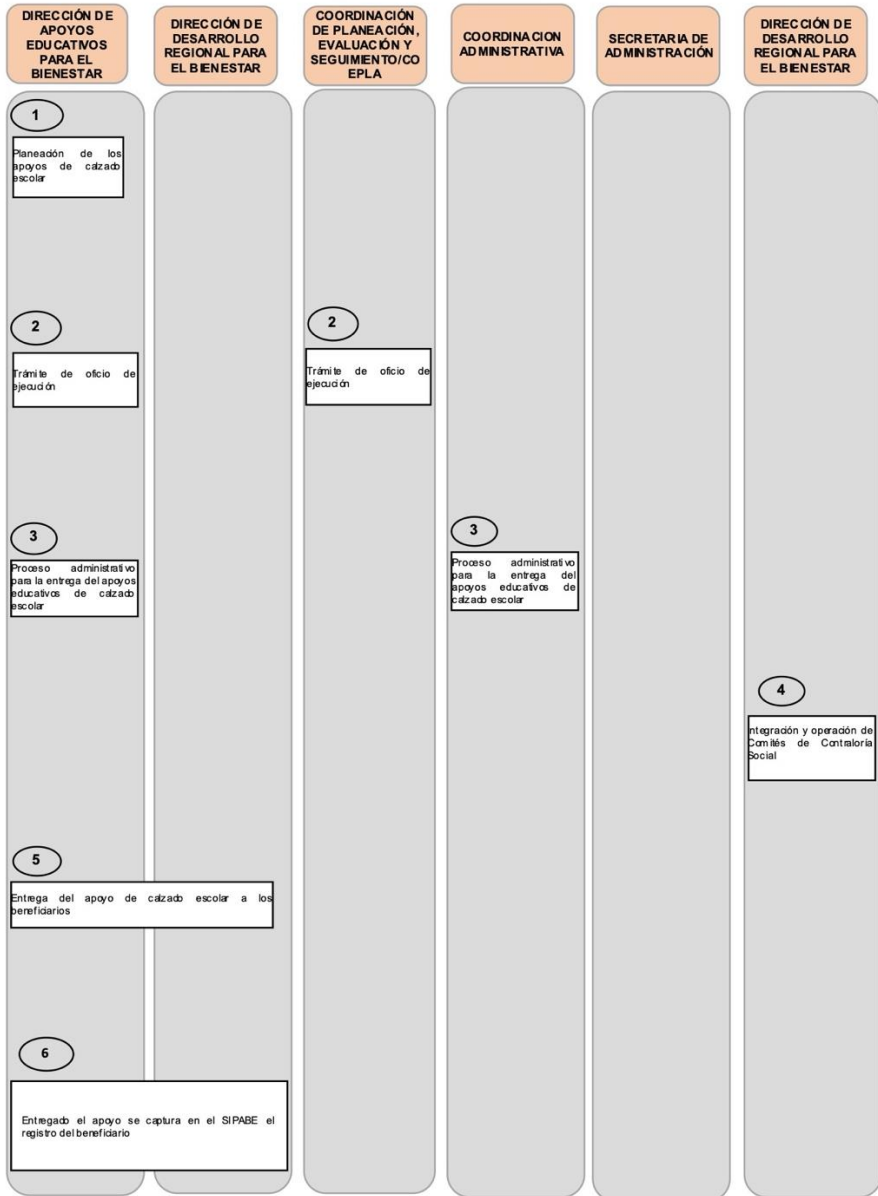 DIRECCIÓN DE
APOYOS
EDUCATIVOS
PARA EL
BIENESTAR
DIRECCIÓN DE
DESARROLLO
REGIONAL PARA
EL BIENESTAR
COORDINACIÓN
DE PLANEACIÓN,
EVALUACIÓN Y
SEGUIMIENTO/CO
EPLA
COORDINACION
ADMINISTRATIVA
SECRETARIA DE
ADMINISTRACIÓN
DIRECCIÓN DE
DESARROLLO
REGIONAL PARA
EL BIENESTAR
1
Planeación de los
apoyos de calzado
escolar
2
Trámite de oficio de
ejecución
2
Trámite de oficio de
ejecución
3
Proceso administrativo
para la entrega del apoyos
educativos de calzado
escolar
3
Proceso administrativo
para la entrega del
apoyos educativos de
calzado escolar
4
Integración y operación de
Comités de Contraloría
Social
5
Entrega del apoyo de calzado escolar a los
beneficiarios
6
Entregado el apoyo se captura en el SIPABE el
registro del beneficiario